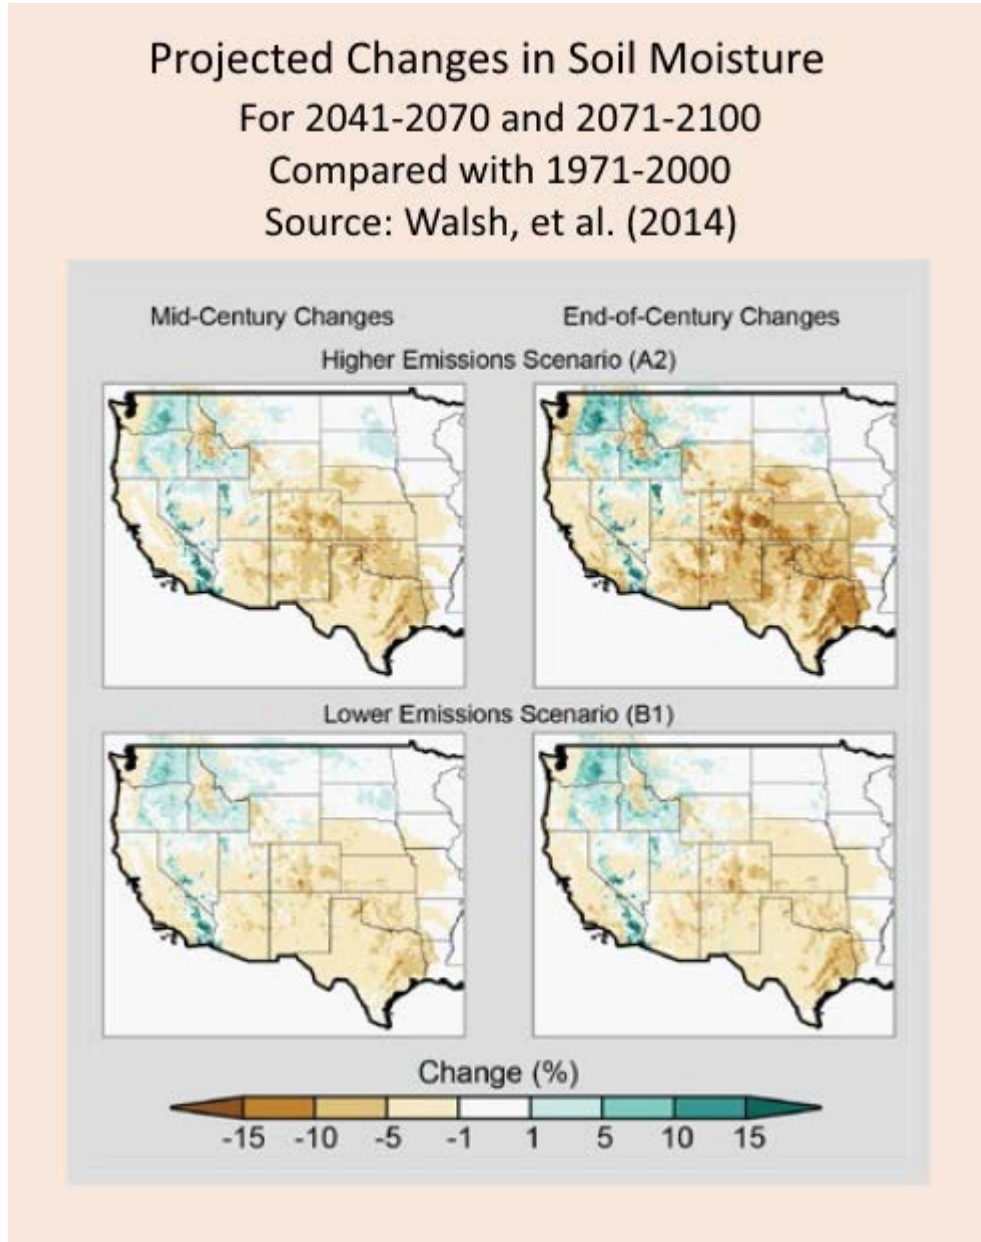 Projected Changes in Soil Moisture
For 2041-2070 and 2071-2100
Compared with 1971-2000
Source: Walsh, et al. (2014)
Mid-Century Changes
End-of-Century Changes
Higher Emissions Scenario (A2)
Lower Emissions Scenario (B1)
Change (%)
-15 -10 -5 -1 1 5 10 15